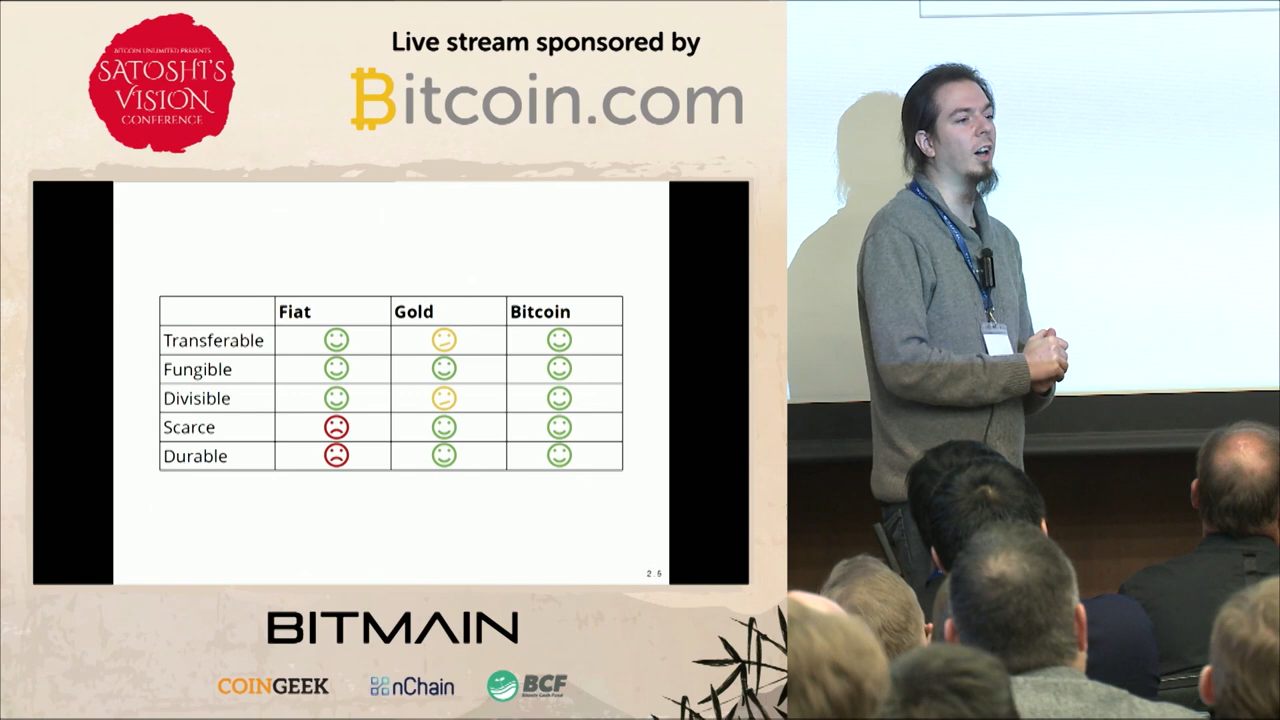 BITCOIN UNLIMITED PRESENTS
SATOSHI'S
VISION
CONFERENCE
Live stream sponsored by
Bitcoin.com
Fiat Gold Bitcoin
Transferable
Fungible
Divisible
Scarce
Durable
BITMAIN
COINGEEK nChain BCF